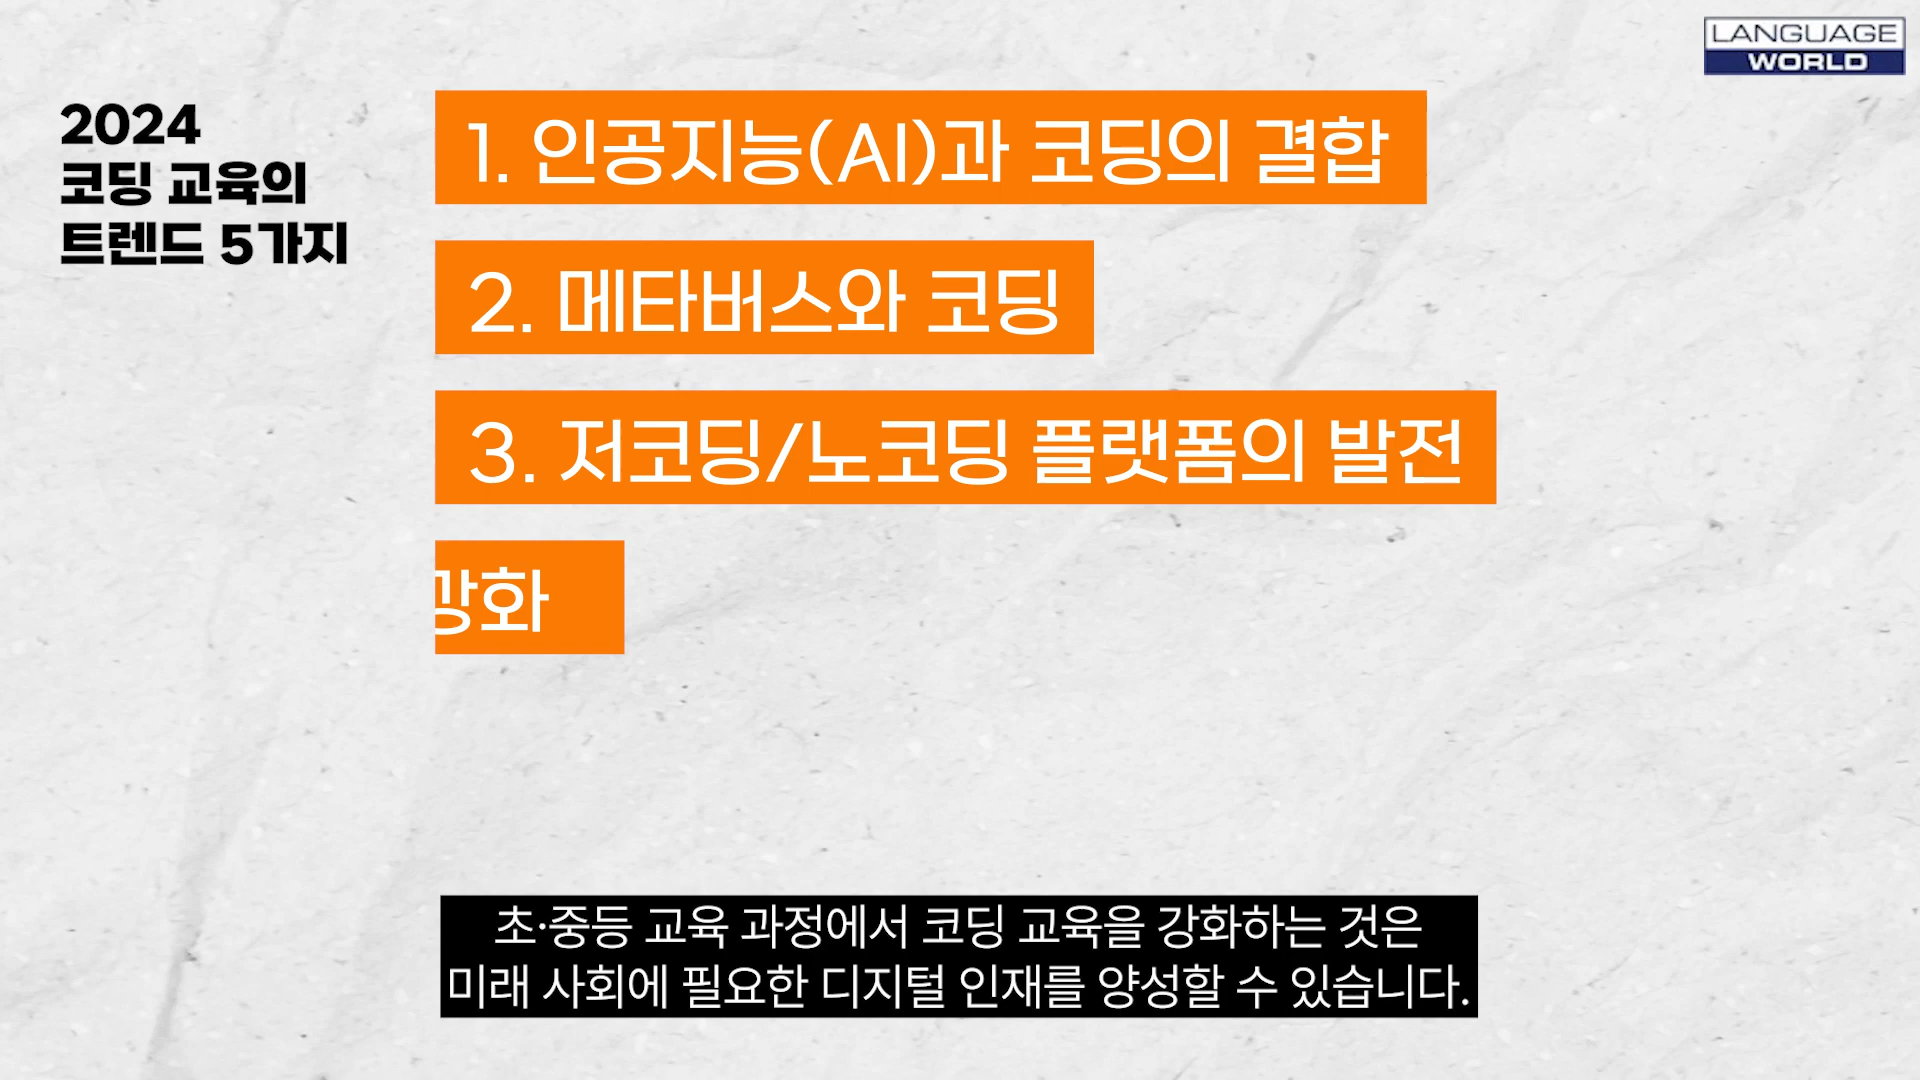 LANGUAGE
WORLD
2024
코딩 교육의
트렌드 5가지
1. 인공지능(AI)과 코딩의 결합
2. 메타버스와 코딩
3. 저코딩/노코딩 플랫폼의 발전
강화
초·중등 교육 과정에서 코딩 교육을 강화하는 것은
미래 사회에 필요한 디지털 인재를 양성할 수 있습니다.